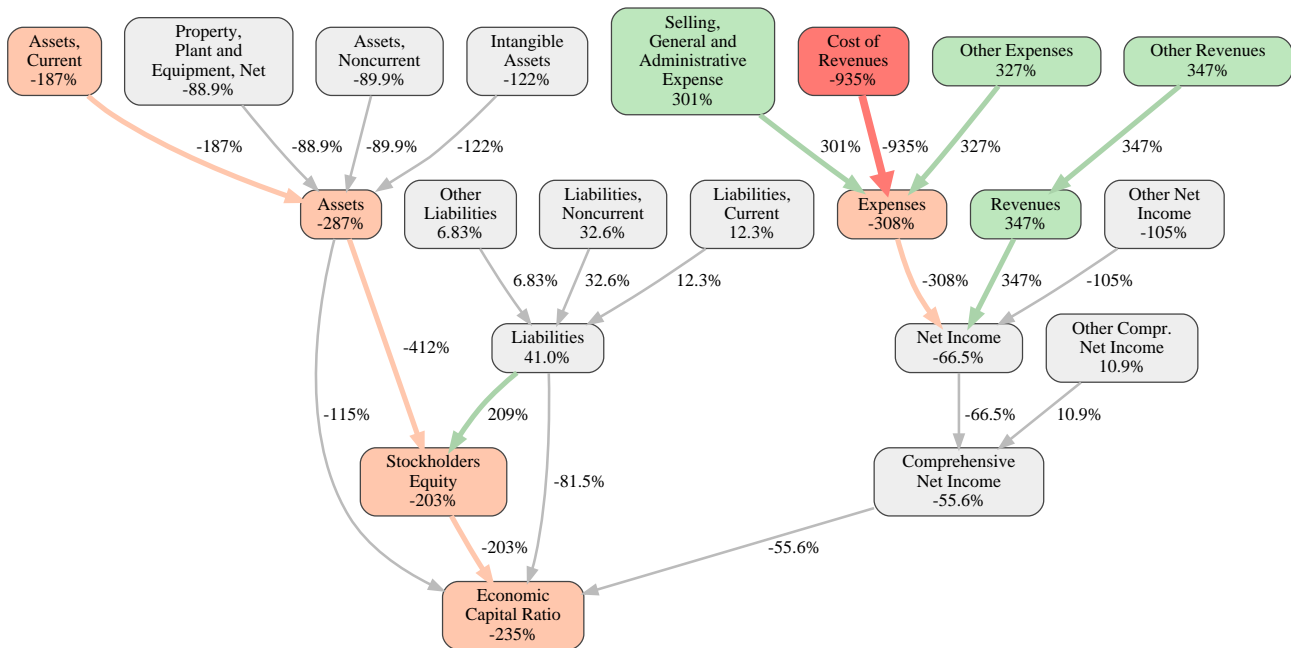 Assets,
Current
-187%
Property,
Plant and
Equipment, Net
-88.9%
Assets,
Noncurrent
-89.9%
Intangible
Assets
-122%
Selling,
General and
Administrative
Expense
301%
Cost of
Revenues
-935%
Other Expenses
327%
Other Revenues
347%
-187%
-88.9%
-89.9%
-122%
301%
-935%
327%
347%
Assets
-287%
Other
Liabilities
6.83%
Liabilities,
Noncurrent
32.6%
Liabilities,
Current
12.3%
Expenses
-308%
Revenues
347%
Other Net
Income
-105%
6.83%
32.6%
12.3%
-308%
347%
-105%
-412%
Liabilities
41.0%
Net Income
-66.5%
Other Compr.
Net Income
10.9%
-115%
209%
-81.5%
-66.5%
10.9%
Stockholders
Equity
-203%
Comprehensive
Net Income
-55.6%
-203%
-55.6%
Economic
Capital Ratio
-235%